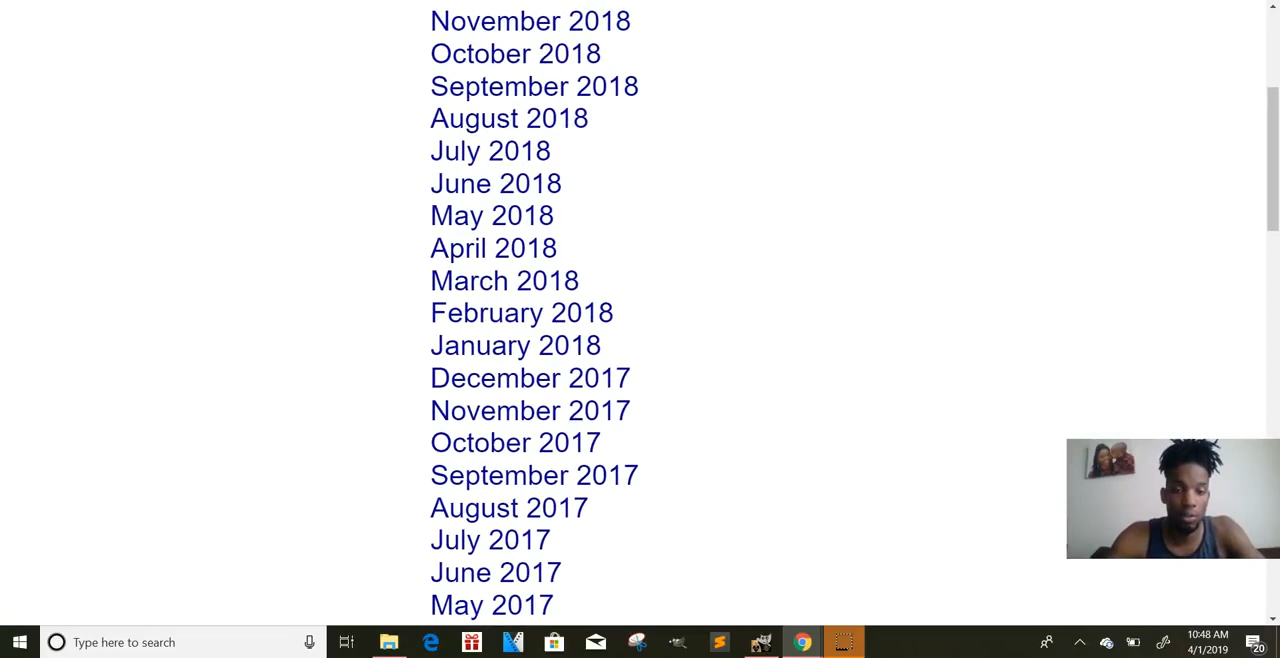 November 2018
October 2018
September 2018
August 2018
July 2018
June 2018
May 2018
April 2018
March 2018
February 2018
January 2018
December 2017
November 2017
October 2017
September 2017
August 2017
July 2017
June 2017
May 2017
Type here to search
10:48 AM
4/1/2019
20